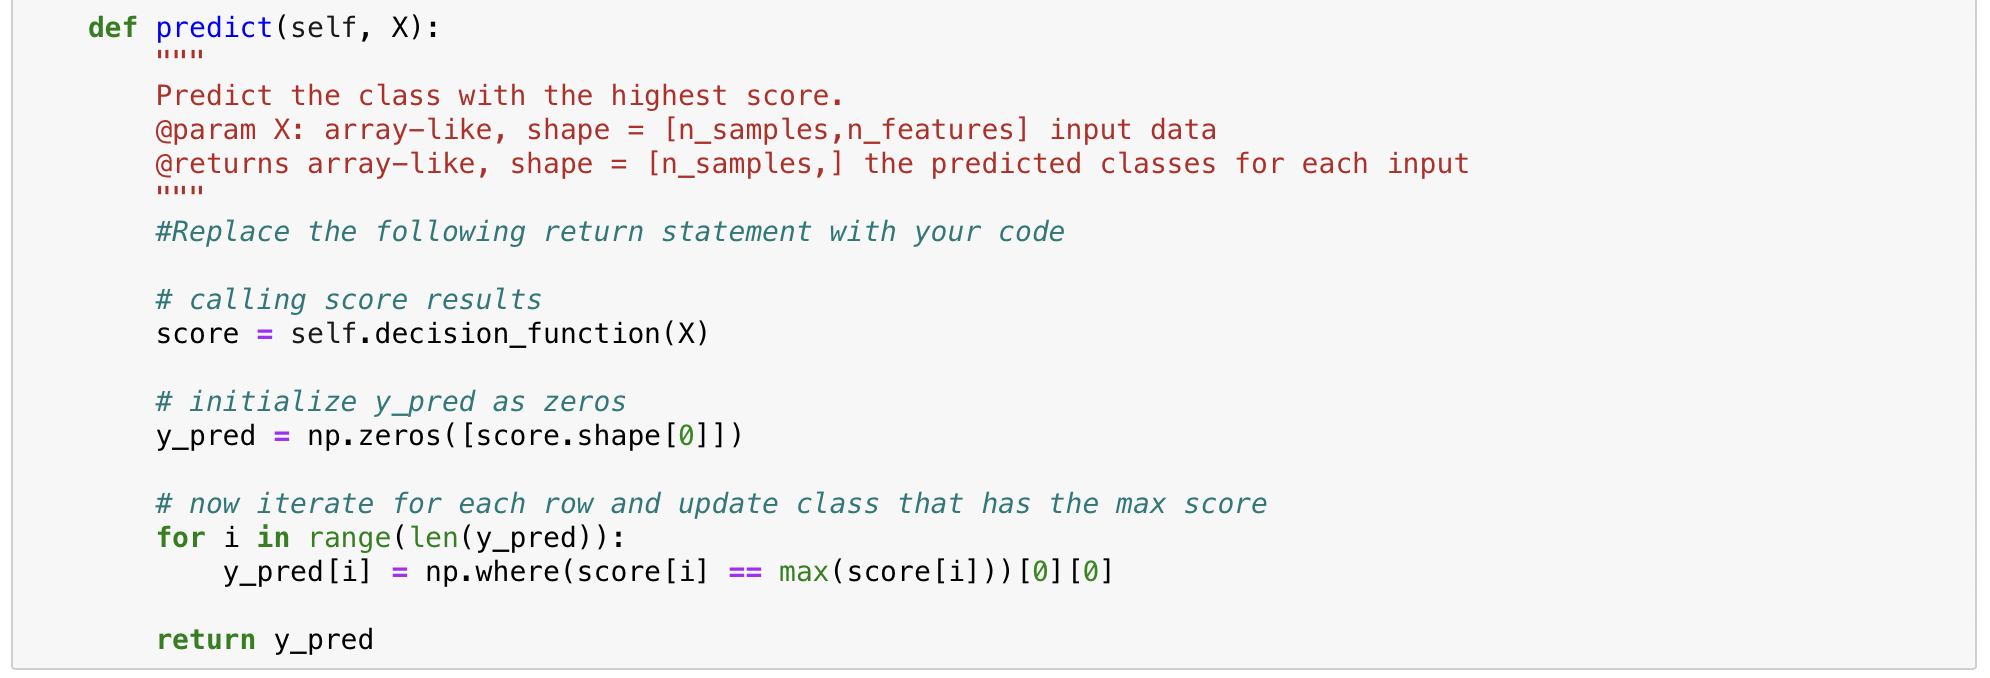 def predict(self, X):
"""
Predict the class with the highest score.
@param X: array-like, shape = [n_samples,n_features] input data
@returns array-like, shape = [n_samples,] the predicted classes for each input
"""
#Replace the following return statement with your code
# calling score results
score = self.decision_function(X)
# initialize y_pred as zeros
y_pred = np.zeros([score.shape[0]])
# now iterate for each row and update class that has the max score
for i in range(len(y_pred)):
y_pred[i] = np.where(score[i] == max(score[i]))[0][0]
return y_pred